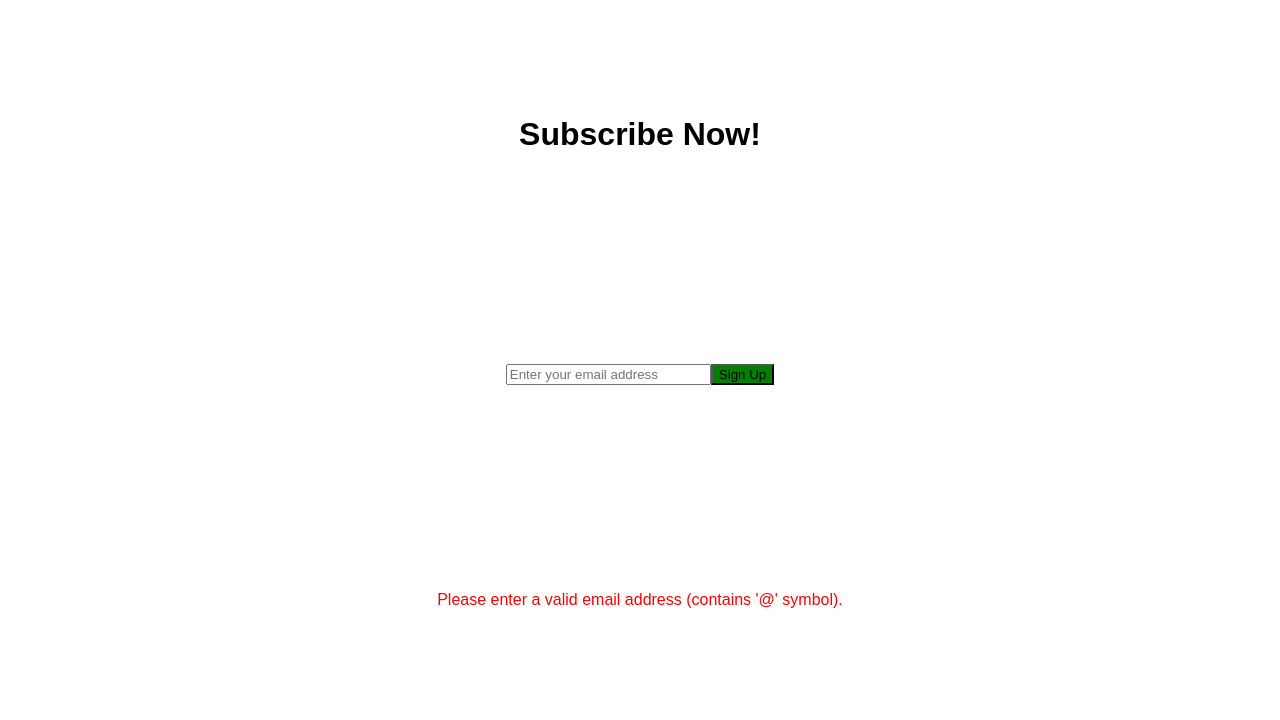 Subscribe Now!
Enter your email address Sign Up
Please enter a valid email address (contains '@' symbol).